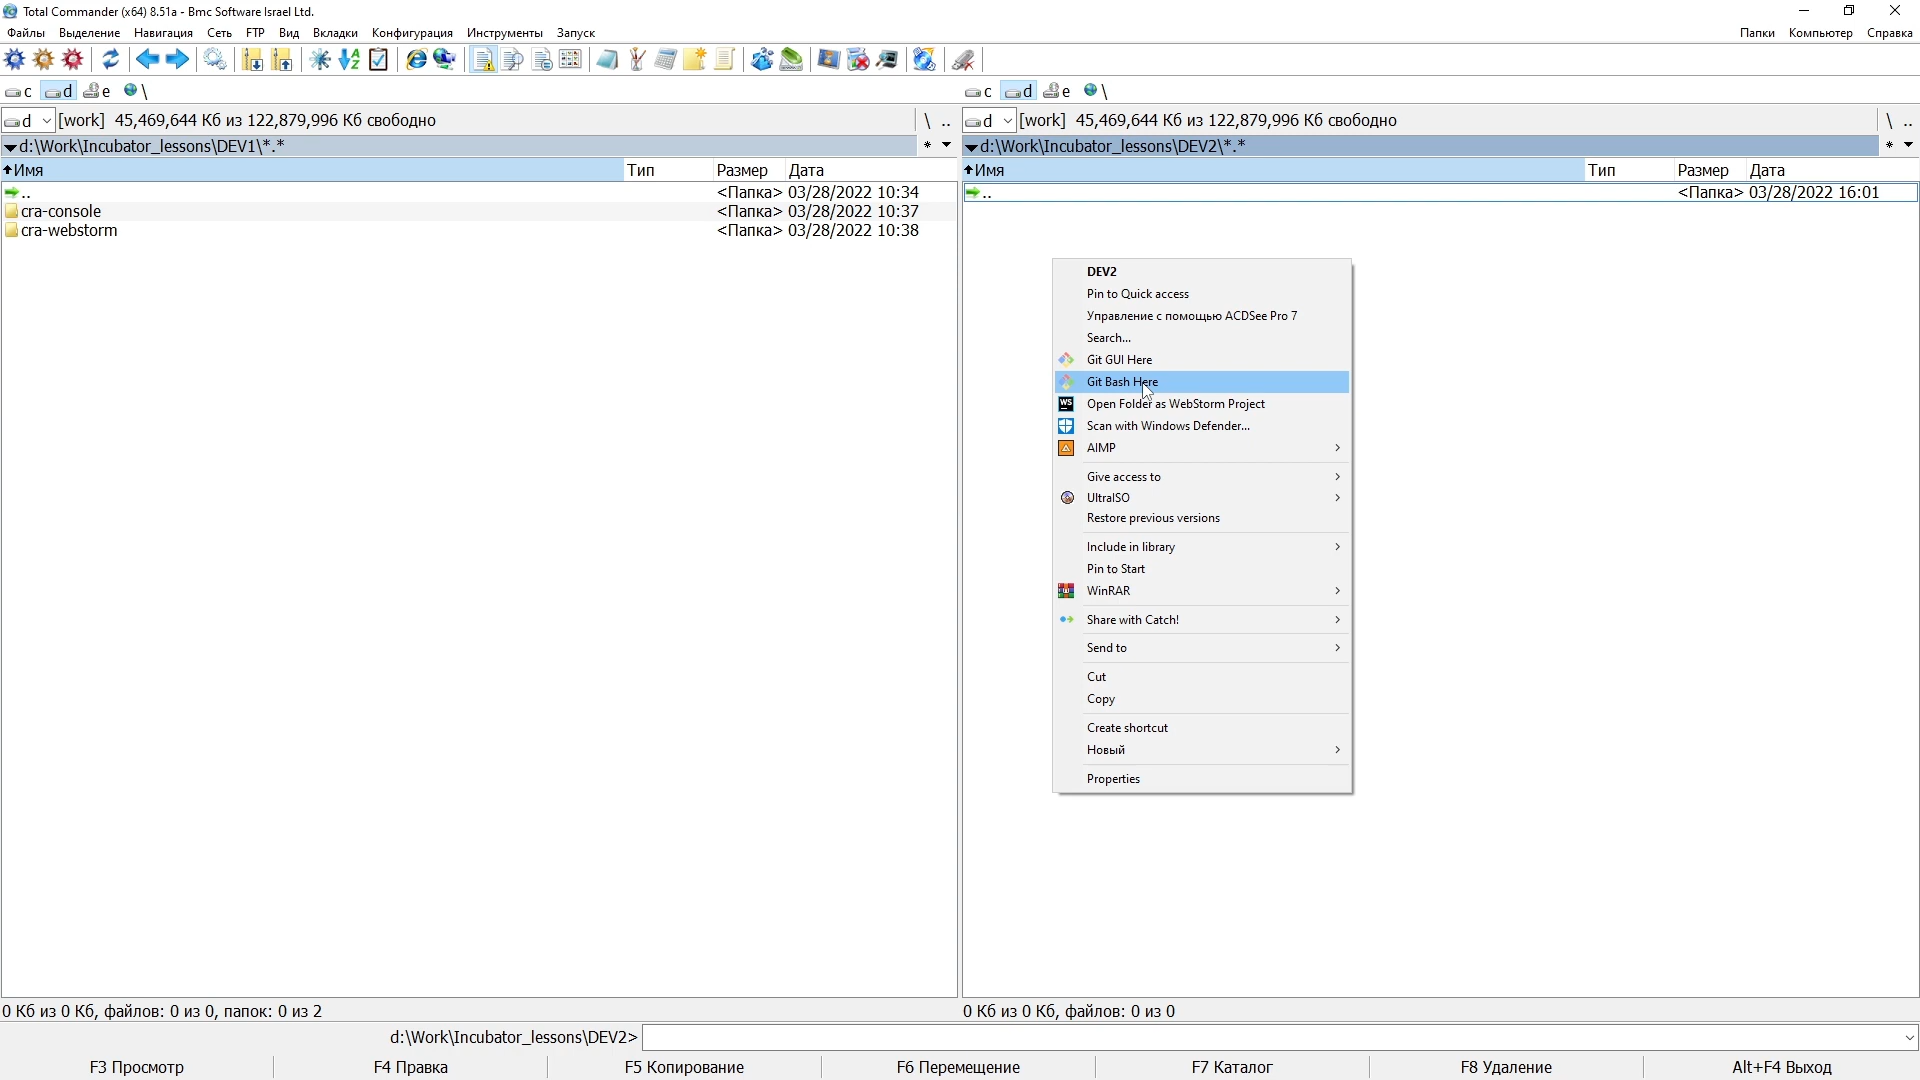 Total Commander (x64) 8.51a - Bmc Software Israel Ltd.
Файлы Выделение Навигация Сеть FTP Вид Вкладки Конфигурация Инструменты Запуск Папки Компьютер Справка
c d e \ c d e \
d [work] 45,469,644 Кб из 122,879,996 Кб свободно \ .. d [work] 45,469,644 Кб из 122,879,996 Кб свободно \ ..
d:\Work\Incubator_lessons\DEV1\*.* * d:\Work\Incubator_lessons\DEV2\*.* *
Имя Тип Размер Дата Имя Тип Размер Дата
.. <Папка> 03/28/2022 10:34 .. <Папка> 03/28/2022 16:01
cra-console <Папка> 03/28/2022 10:37
cra-webstorm <Папка> 03/28/2022 10:38
DEV2
Pin to Quick access
Управление с помощью ACDSee Pro 7
Search...
Git GUI Here
Git Bash Here
WS Open Folder as WebStorm Project
Scan with Windows Defender...
AIMP
Give access to
UltraISO
Restore previous versions
Include in library
Pin to Start
WinRAR
Share with Catch!
Send to
Cut
Copy
Create shortcut
Новый
Properties
0 Кб из 0 Кб, файлов: 0 из 0, папок: 0 из 2 0 Кб из 0 Кб, файлов: 0 из 0
d:\Work\Incubator_lessons\DEV2>
F3 Просмотр F4 Правка F5 Копирование F6 Перемещение F7 Каталог F8 Удаление Alt+F4 Выход